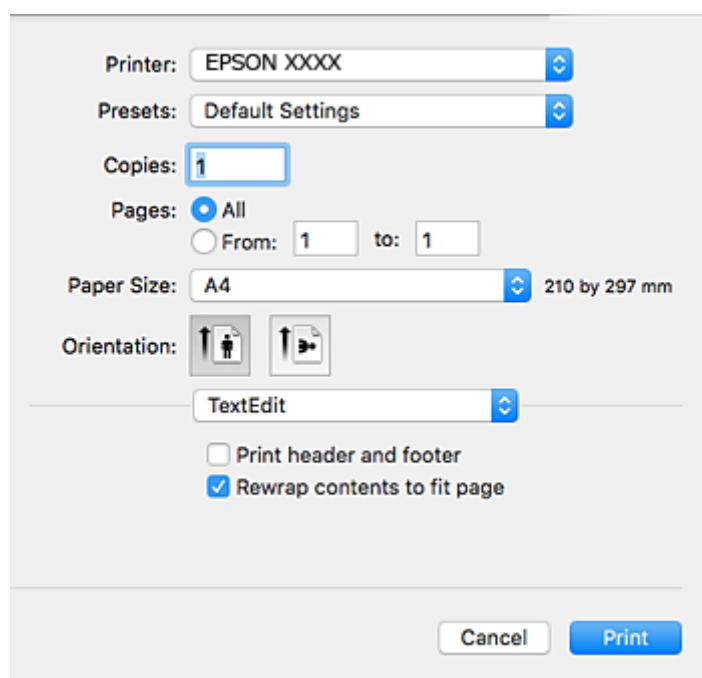 Printer: EPSON XXXX
Presets: Default Settings
Copies: 1
Pages: All
From: 1 to: 1
Paper Size: A4 210 by 297 mm
Orientation:
TextEdit
Print header and footer
Rewrap contents to fit page
Cancel Print